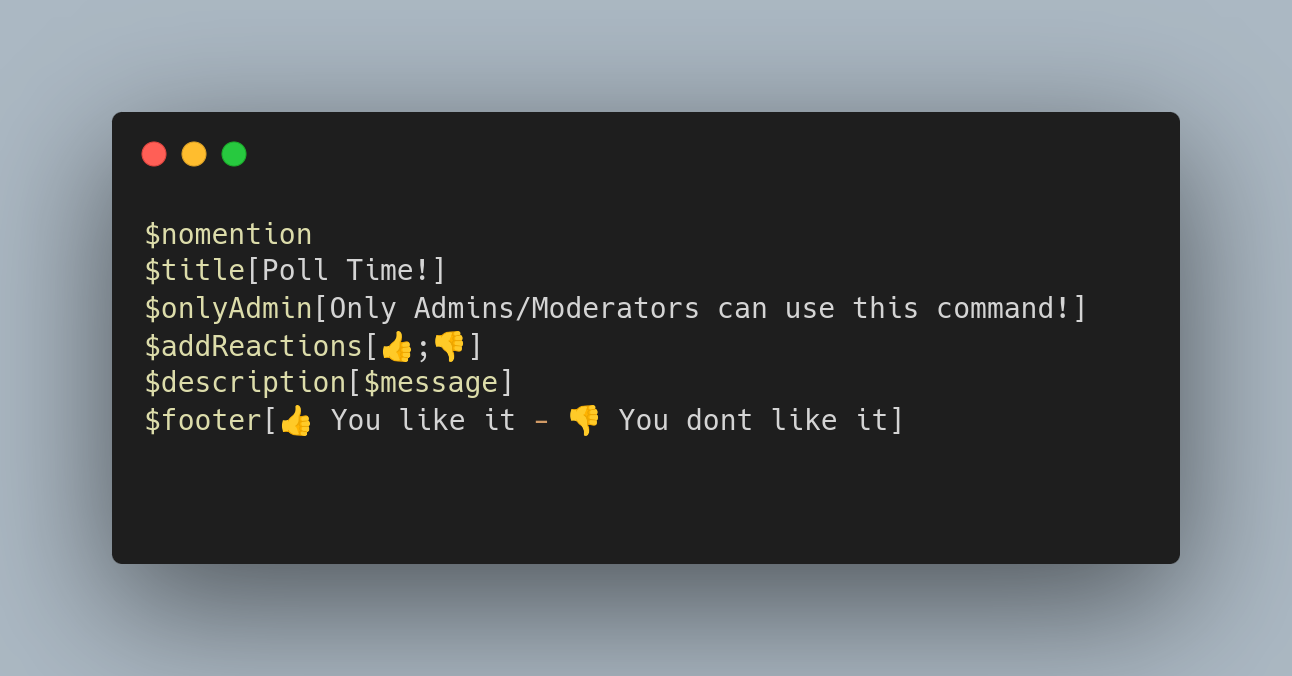 $nomention
$title[Poll Time!]
$onlyAdmin[Only Admins/Moderators can use this command!]
$addReactions[👍;👎]
$description[$message]
$footer[👍 You like it - 👎 You dont like it]